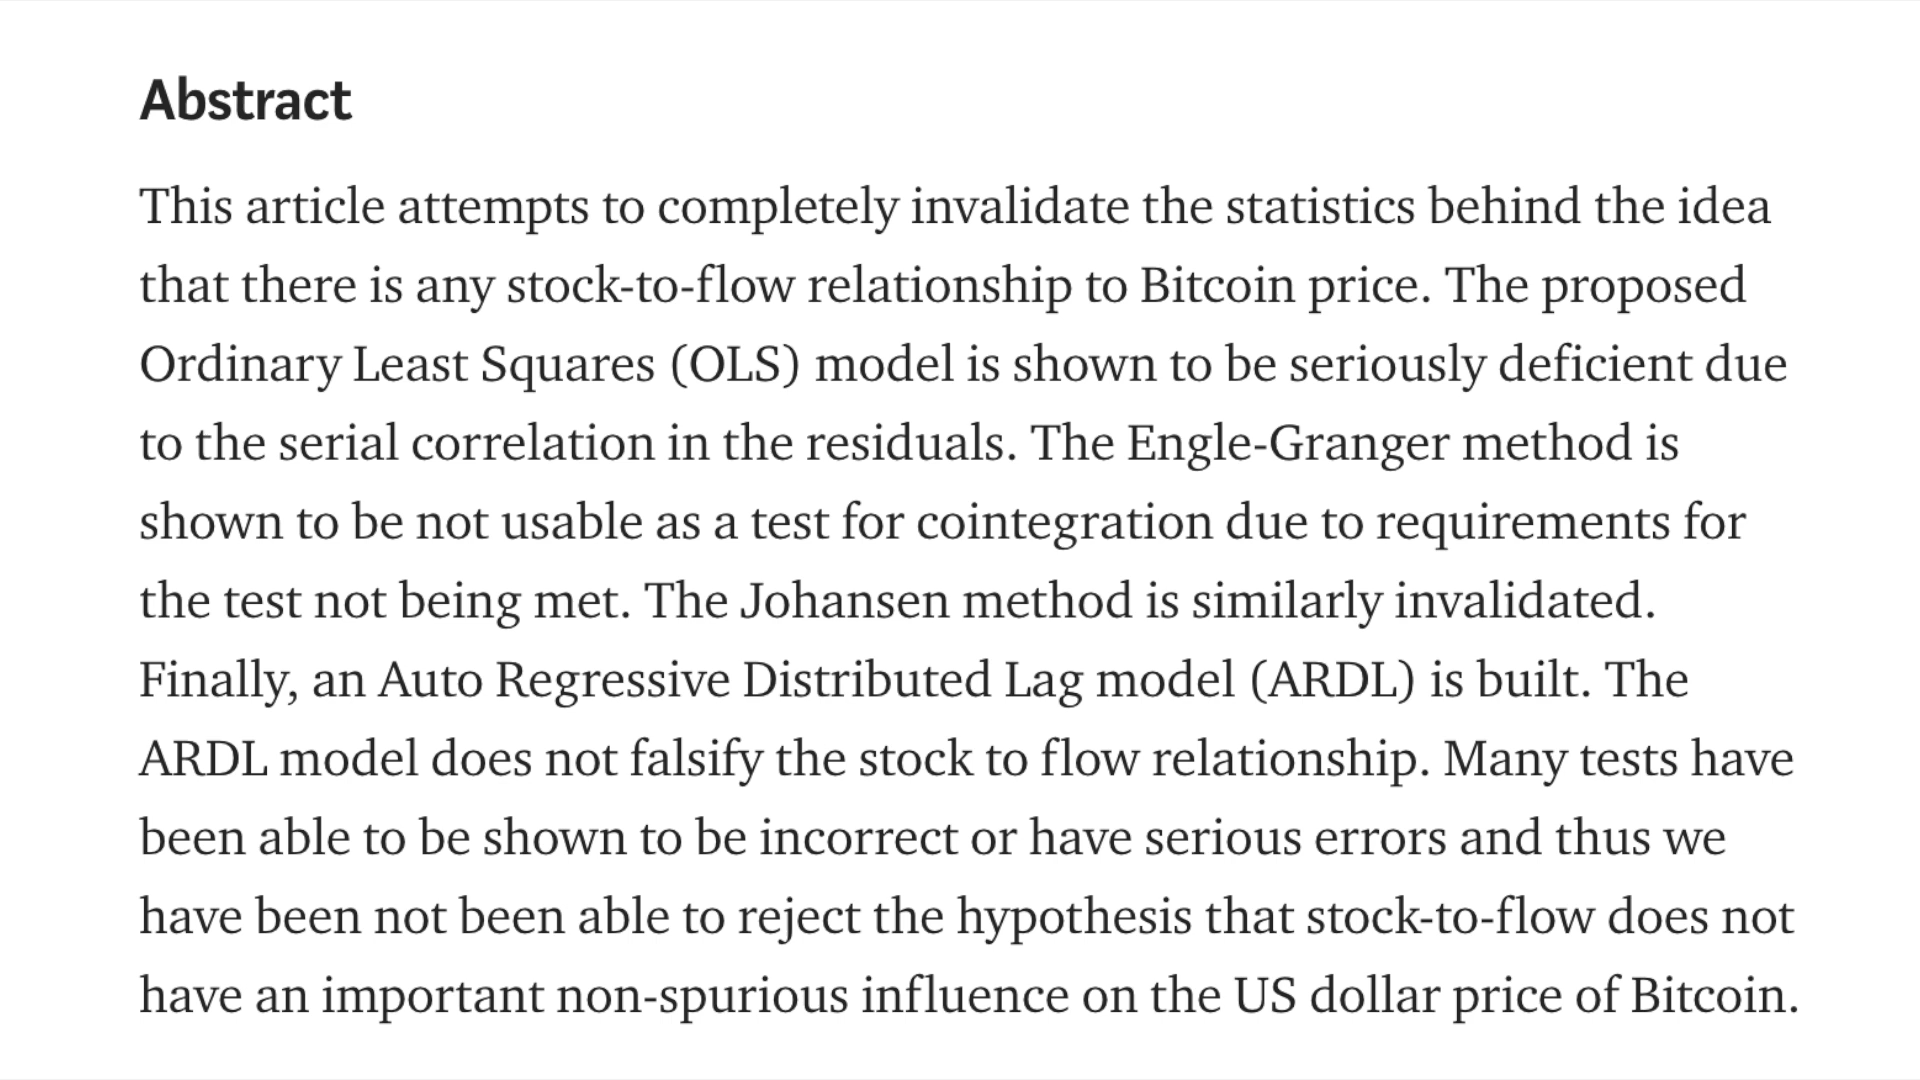 Abstract
This article attempts to completely invalidate the statistics behind the idea
that there is any stock-to-flow relationship to Bitcoin price. The proposed
Ordinary Least Squares (OLS) model is shown to be seriously deficient due
to the serial correlation in the residuals. The Engle-Granger method is
shown to be not usable as a test for cointegration due to requirements for
the test not being met. The Johansen method is similarly invalidated.
Finally, an Auto Regressive Distributed Lag model (ARDL) is built. The
ARDL model does not falsify the stock to flow relationship. Many tests have
been able to be shown to be incorrect or have serious errors and thus we
have been not been able to reject the hypothesis that stock-to-flow does not
have an important non-spurious influence on the US dollar price of Bitcoin.